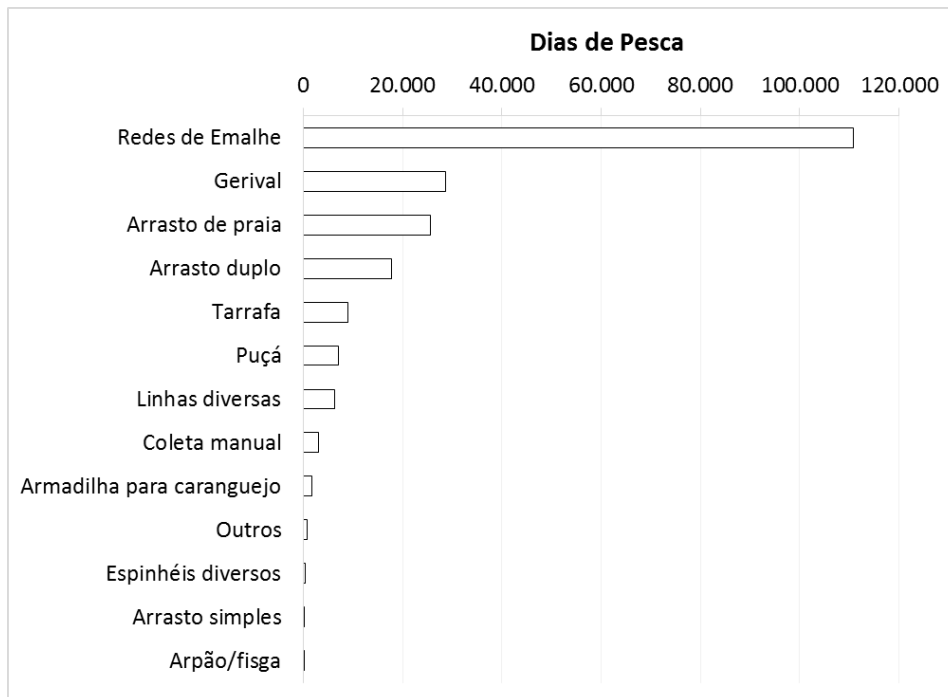 Dias de Pesca
0 20.000 40.000 60.000 80.000 100.000 120.000
Redes de Emalhe
Gerival
Arrasto de praia
Arrasto duplo
Tarrafa
Puçá
Linhas diversas
Coleta manual
Armadilha para caranguejo
Outros
Espinhéis diversos
Arrasto simples
Arpão/fisga